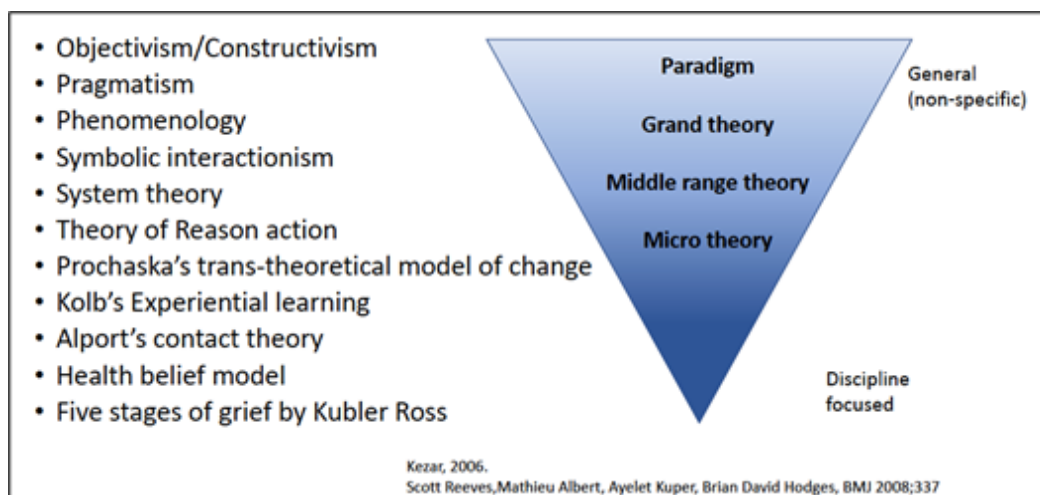 • Objectivism/Constructivism
• Pragmatism
• Phenomenology
• Symbolic interactionism
• System theory
• Theory of Reason action
• Prochaska's trans-theoretical model of change
• Kolb's Experiential learning
• Alport's contact theory
• Health belief model
• Five stages of grief by Kubler Ross
Paradigm
Grand theory
Middle range theory
Micro theory
General
(non-specific)
Discipline
focused
Kezar, 2006.
Scott Reeves,Mathieu Albert, Ayelet Kuper, Brian David Hodges, BMJ 2008;337